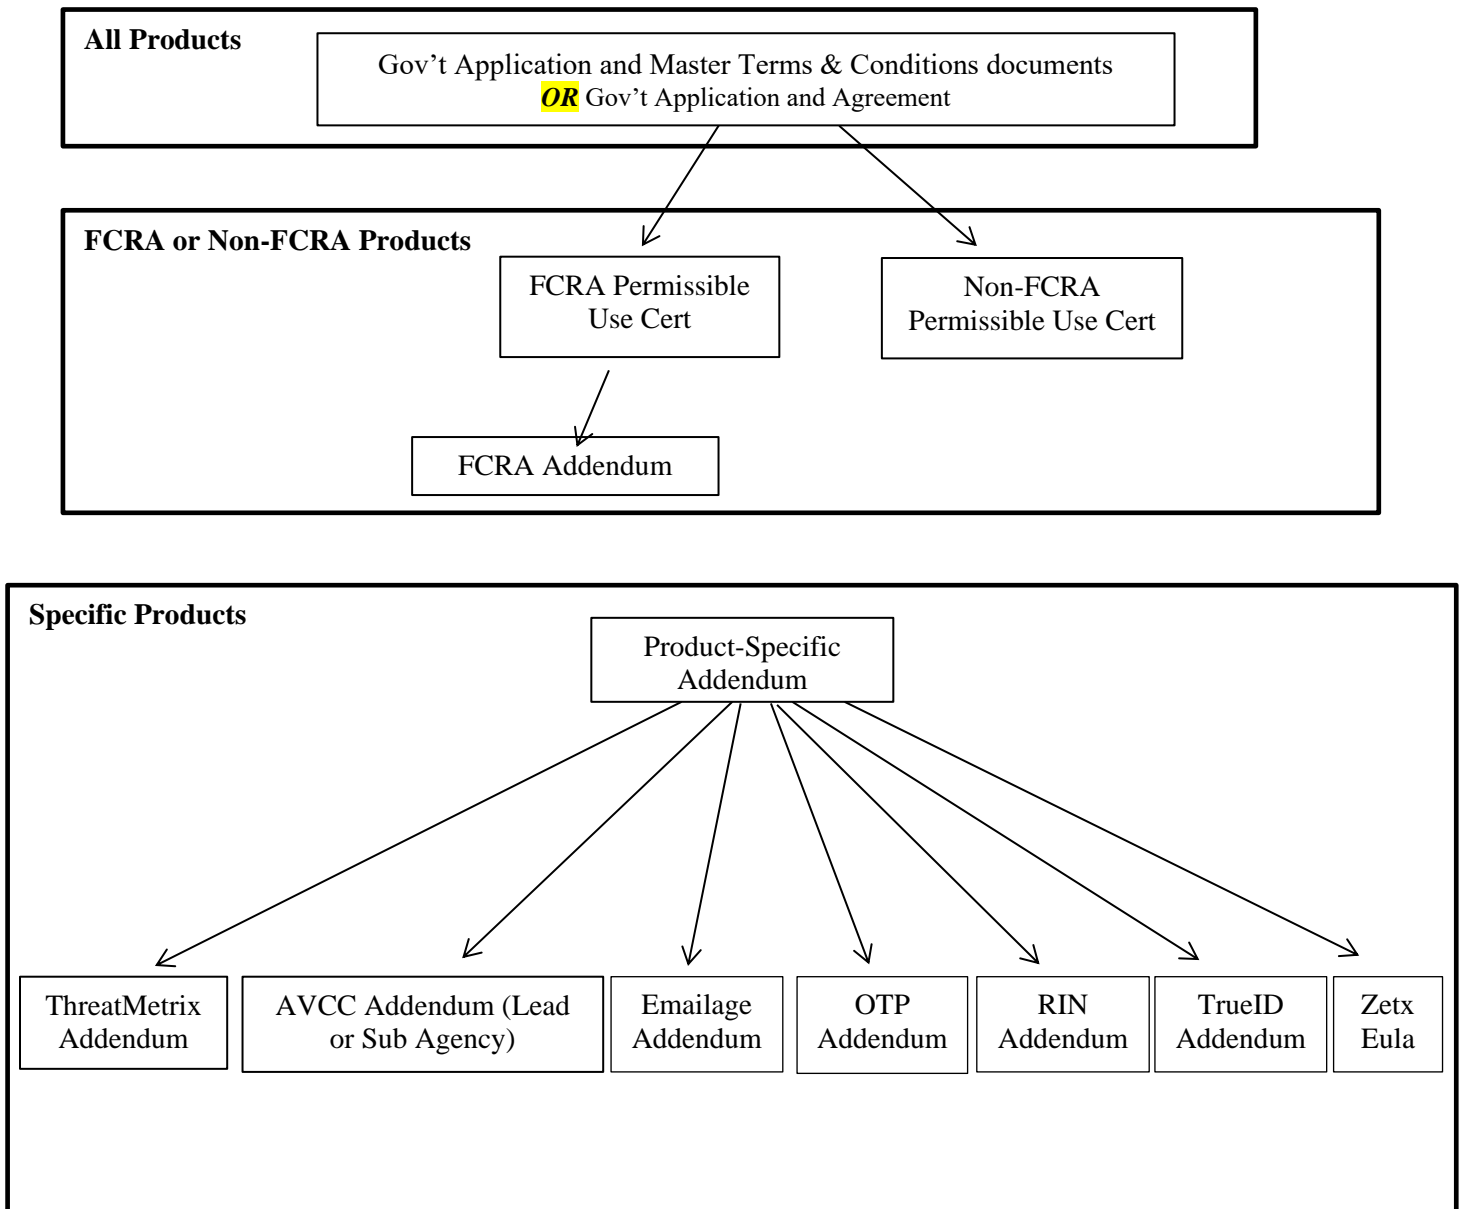 All Products
Gov’t Application and Master Terms & Conditions documents
OR Gov’t Application and Agreement
FCRA or Non-FCRA Products
FCRA Permissible
Use Cert
Non-FCRA
Permissible Use Cert
FCRA Addendum
Specific Products
Product-Specific
Addendum
ThreatMetrix
Addendum
AVCC Addendum (Lead
or Sub Agency)
Emailage
Addendum
OTP
Addendum
RIN
Addendum
TrueID
Addendum
Zetx
Eula